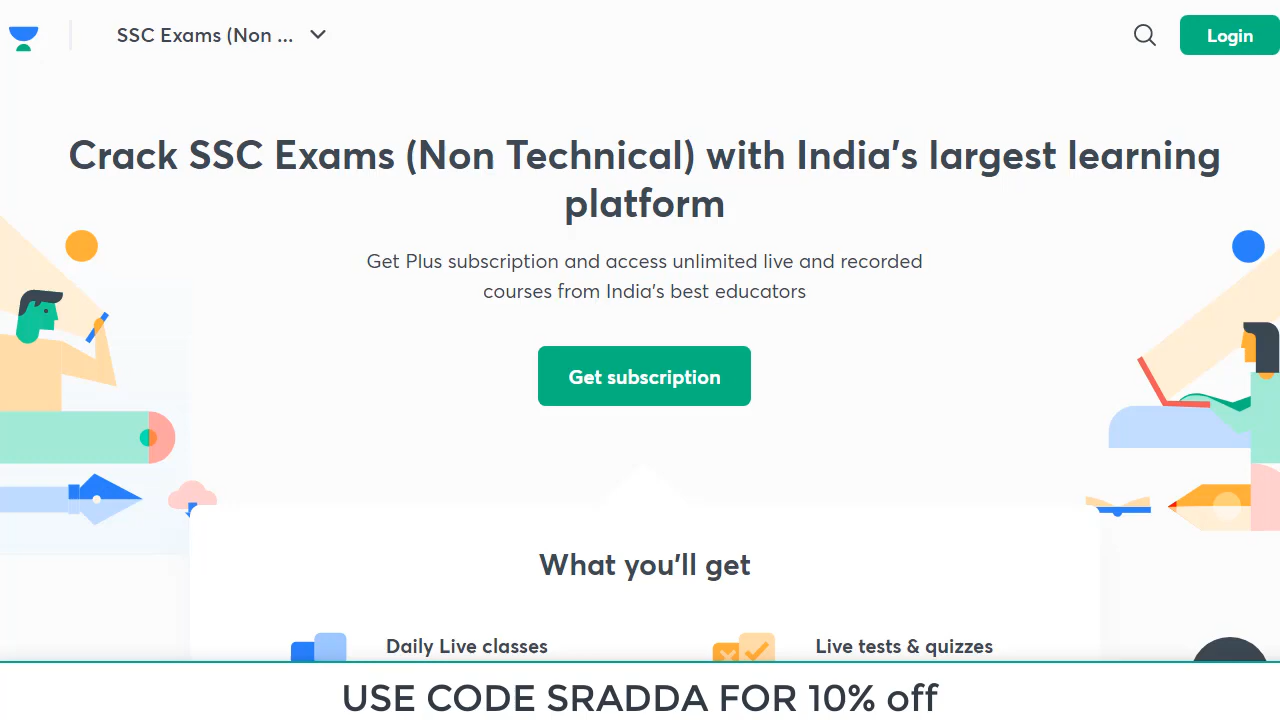 SSC Exams (Non ...
Login
Crack SSC Exams (Non Technical) with India's largest learning
platform
Get Plus subscription and access unlimited live and recorded
courses from India's best educators
Get subscription
What you'll get
Daily Live classes
Live tests & quizzes
USE CODE SRADDA FOR 10% off